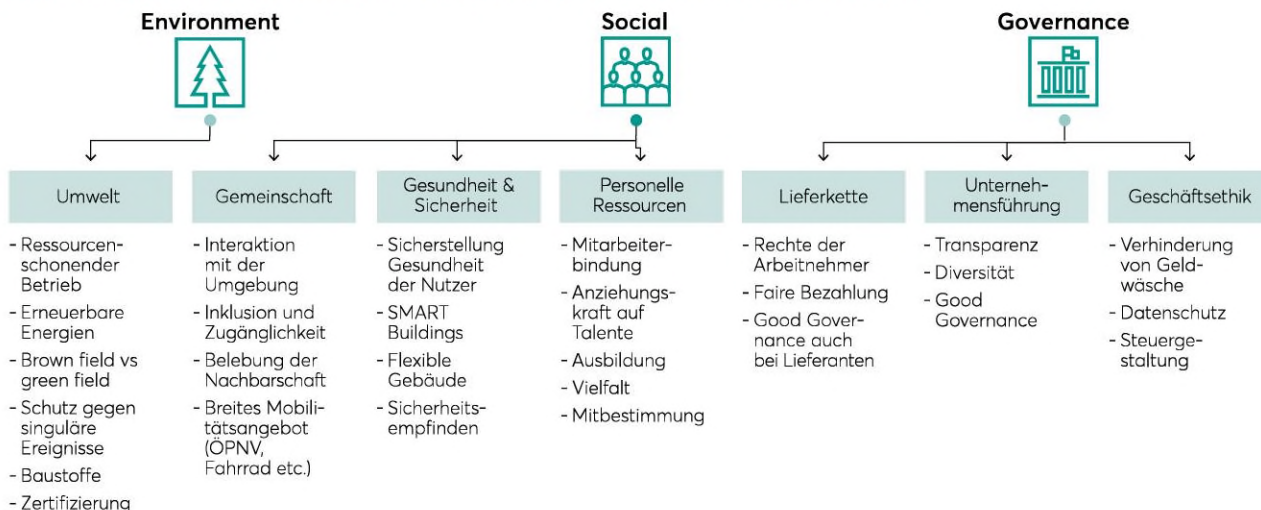 Environment
Social
Governance
Umwelt
Gemeinschaft
Gesundheit &
Sicherheit
Personelle
Ressourcen
Lieferkette
Unterneh-
mensführung
Geschäftsethik
- Ressourcen-
schonender
Betrieb
- Erneuerbare
Energien
- Brown field vs
green field
- Schutz gegen
singuläre
Ereignisse
- Baustoffe
- Zertifizierung
- Interaktion
mit der
Umgebung
- Inklusion und
Zugänglichkeit
- Belebung der
Nachbarschaft
- Breites Mobili-
tätsangebot
(ÖPNV,
Fahrrad etc.)
- Sicherstellung
Gesundheit
der Nutzer
- SMART
Buildings
- Flexible
Gebäude
- Sicherheits-
empfinden
- Mitarbeiter-
bindung
- Anziehungs-
kraft auf
Talente
- Ausbildung
- Vielfalt
- Mitbestimmung
- Rechte der
Arbeitnehmer
- Faire Bezahlung
- Good Gover-
nance auch
bei Lieferanten
- Transparenz
- Diversität
- Good
Governance
- Verhinderung
von Geld-
wäsche
- Datenschutz
- Steuerge-
staltung